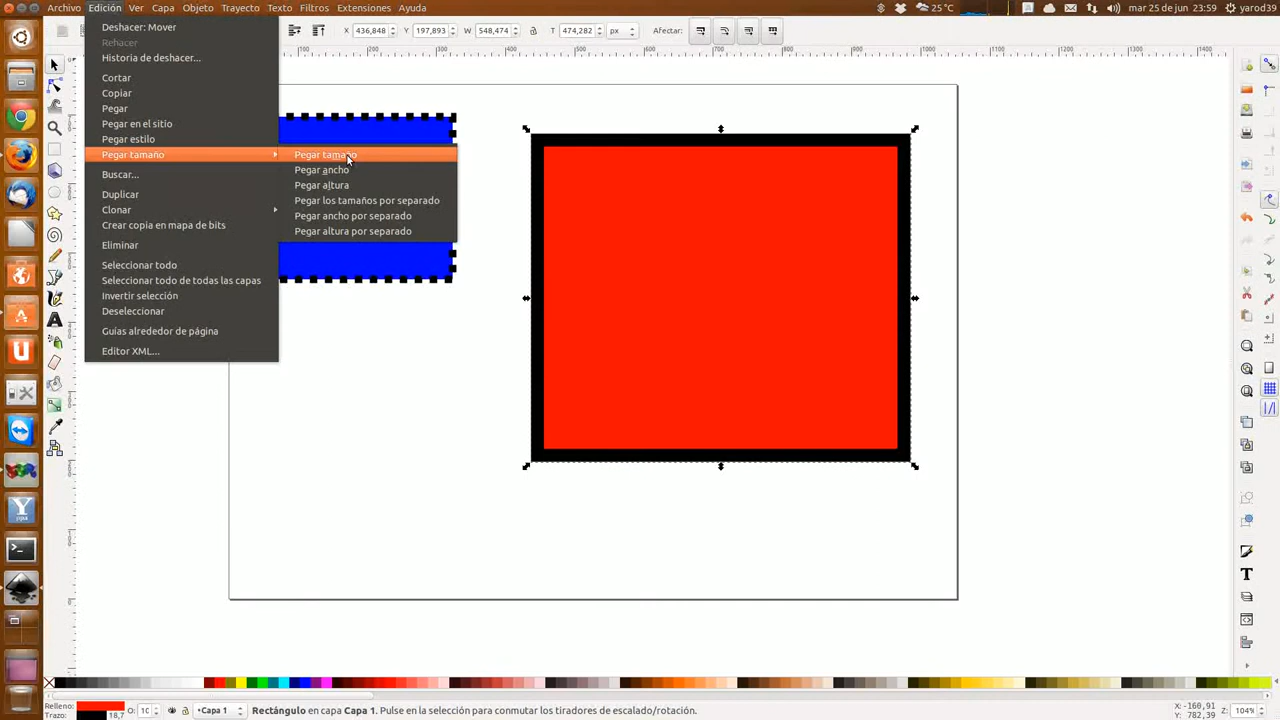 Archivo Edición Ver Capa Objeto Trayecto Texto Filtros Extensiones Ayuda 25°C mar 25 de jun 23:59 yarod39
X 436,848 Y 197,893 W 548,474 T 474,282 px Afectar:
Deshacer: Mover
Rehacer
Historia de deshacer...
Cortar
Copiar
Pegar
Pegar en el sitio
Pegar estilo
Pegar tamaño
Buscar...
Duplicar
Clonar
Crear copia en mapa de bits
Eliminar
Seleccionar todo
Seleccionar todo de todas las capas
Invertir selección
Deseleccionar
Guías alrededor de página
Editor XML...
Pegar tamaño
Pegar ancho
Pegar altura
Pegar los tamaños por separado
Pegar ancho por separado
Pegar altura por separado
Relleno:
Trazo: 18,7
O: 10
•Capa 1
Rectángulo en capa Capa 1. Pulse en la selección para conmutar los tiradores de escalado/rotación.
X: -160,91
Y: 782,39
Z: 104%